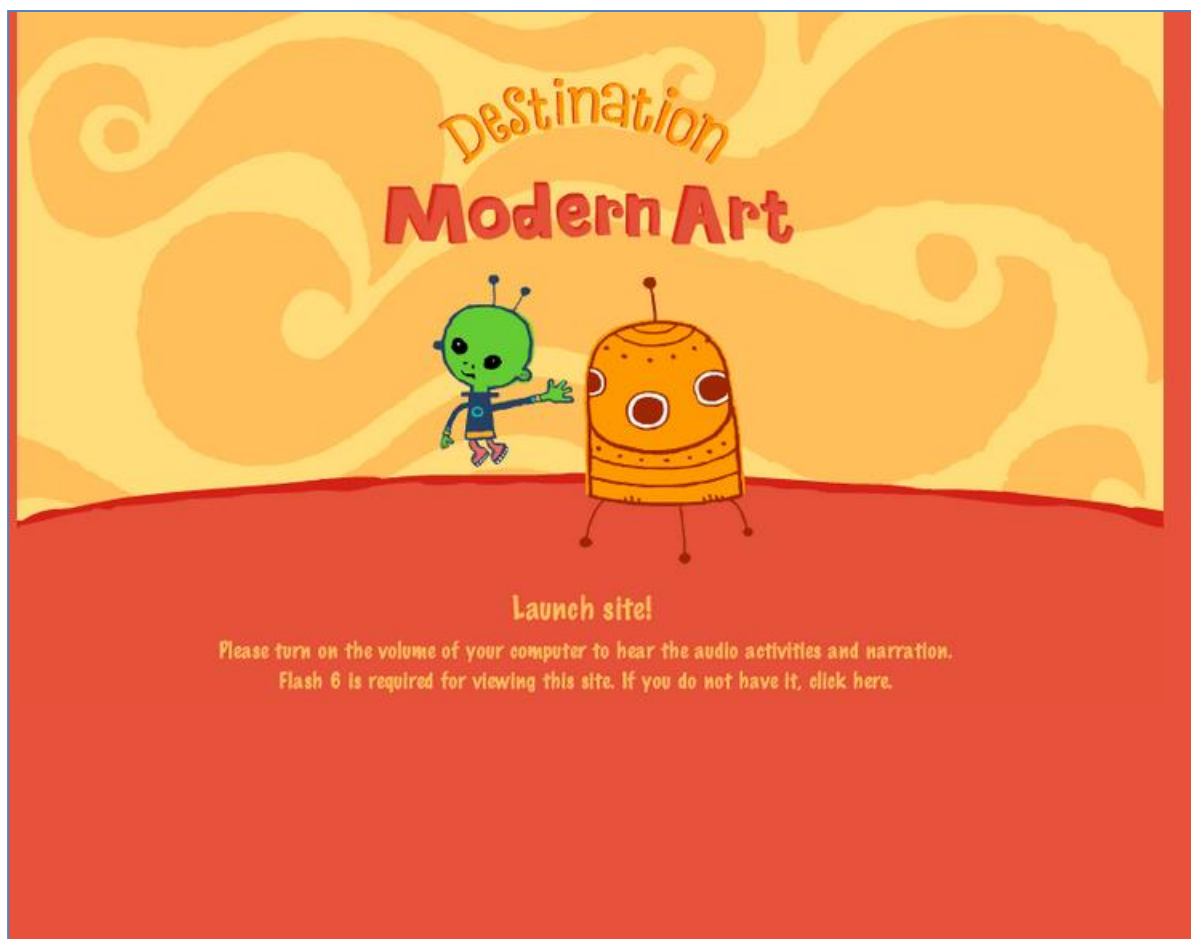 Destination
Modern Art
Launch site!
Please turn on the volume of your computer to hear the audio activities and narration.
Flash 6 is required for viewing this site. If you do not have it, click here.